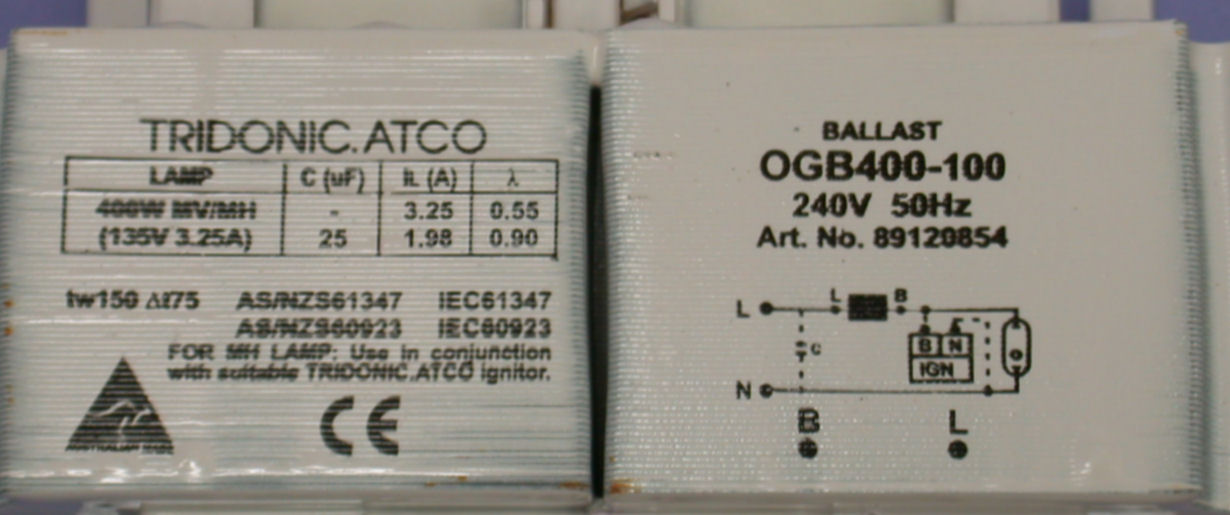 TRIDONIC.ATCO
LAMP C (uF) IL (A) λ
400W MV/MH - 3.25 0.55
(135V 3.25A) 25 1.98 0.90
tw150 Δt75 AS/NZS61347 IEC61347
AS/NZS60923 IEC60923
FOR MH LAMP: Use in conjunction
with suitable TRIDONIC.ATCO ignitor.
AUSTRALIAN MADE
CE
BALLAST
OGB400-100
240V 50Hz
Art. No. 89120854
L L B
C B N
IGN
N
B L